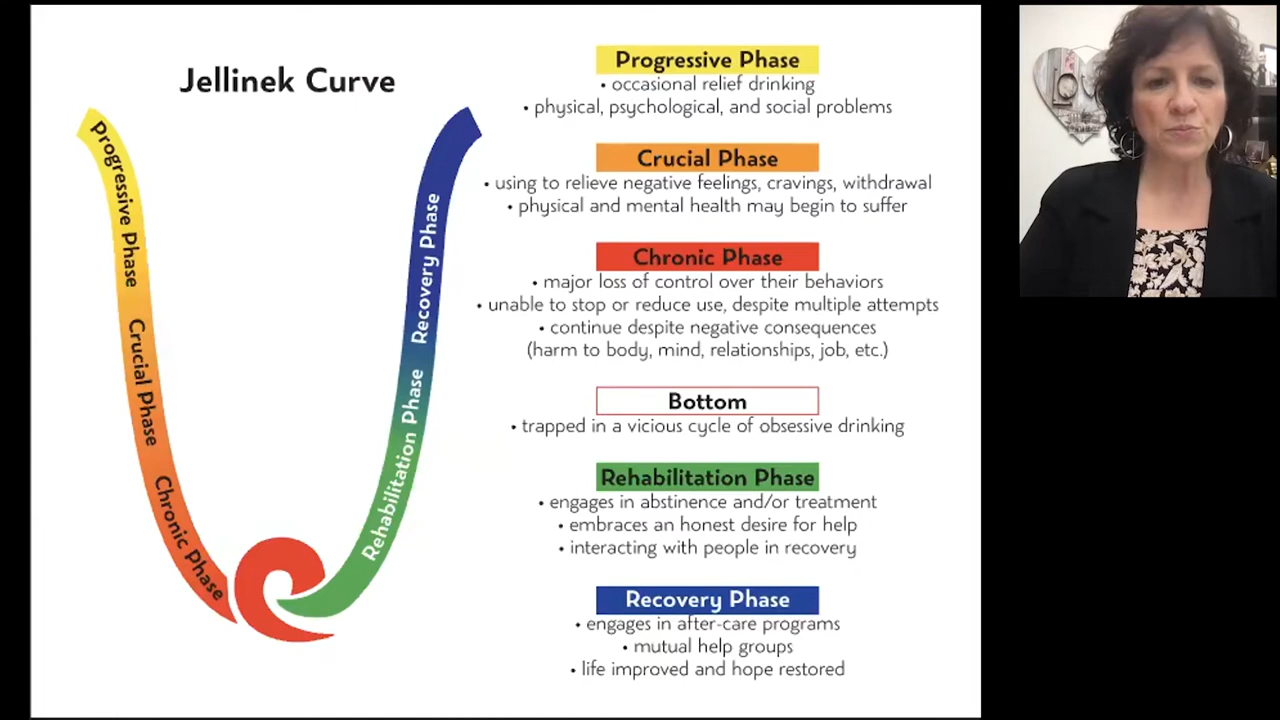 Jellinek Curve
Progressive Phase
Crucial Phase
Chronic Phase
Rehabilitation Phase
Recovery Phase
Progressive Phase
• occasional relief drinking
• physical, psychological, and social problems
Crucial Phase
• using to relieve negative feelings, cravings, withdrawal
• physical and mental health may begin to suffer
Chronic Phase
• major loss of control over their behaviors
• unable to stop or reduce use, despite multiple attempts
• continue despite negative consequences
(harm to body, mind, relationships, job, etc.)
Bottom
• trapped in a vicious cycle of obsessive drinking
Rehabilitation Phase
• engages in abstinence and/or treatment
• embraces an honest desire for help
• interacting with people in recovery
Recovery Phase
• engages in after-care programs
• mutual help groups
• life improved and hope restored